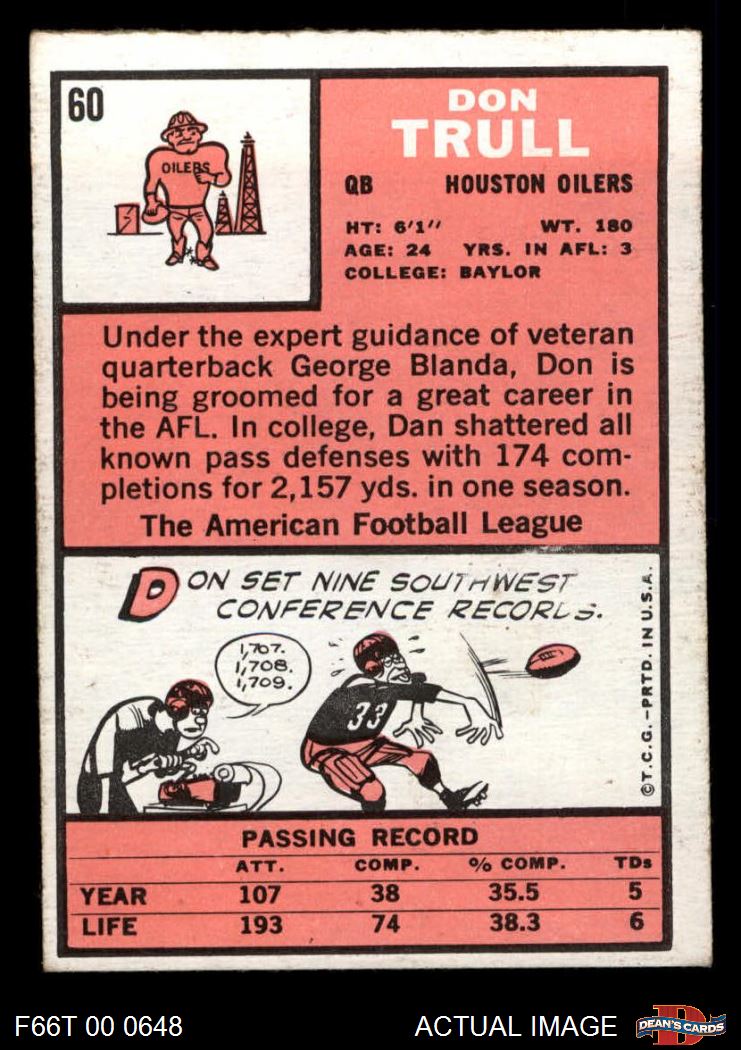 60
OILERS
DON
TRULL
QB HOUSTON OILERS
HT: 6'1" WT. 180
AGE: 24 YRS. IN AFL: 3
COLLEGE: BAYLOR
Under the expert guidance of veteran
quarterback George Blanda, Don is
being groomed for a great career in
the AFL. In college, Dan shattered all
known pass defenses with 174 com-
pletions for 2,157 yds. in one season.
The American Football League
DON SET NINE SOUTHWEST
CONFERENCE RECORDS.
1,707.
1,708.
1,709.
33
©T.C.G.-PRTD. IN U.S.A.
PASSING RECORD
ATT. COMP. % COMP. TDs
YEAR 107 38 35.5 5
LIFE 193 74 38.3 6
F66T 00 0648 ACTUAL IMAGE
D
DEAN'S CARDS